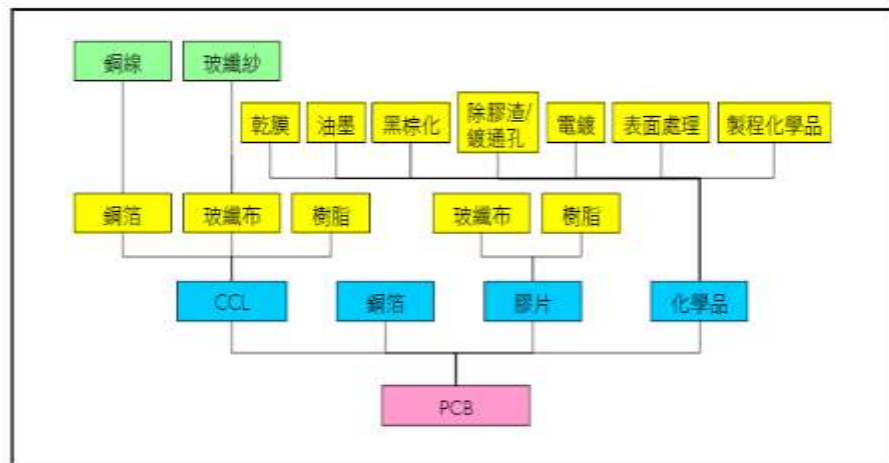 銅線
玻纖紗
乾膜
油墨
黑棕化
除膠渣/
鍍通孔
電鍍
表面處理
製程化學品
銅箔
玻纖布
樹脂
玻纖布
樹脂
CCL
銅箔
膠片
化學品
PCB